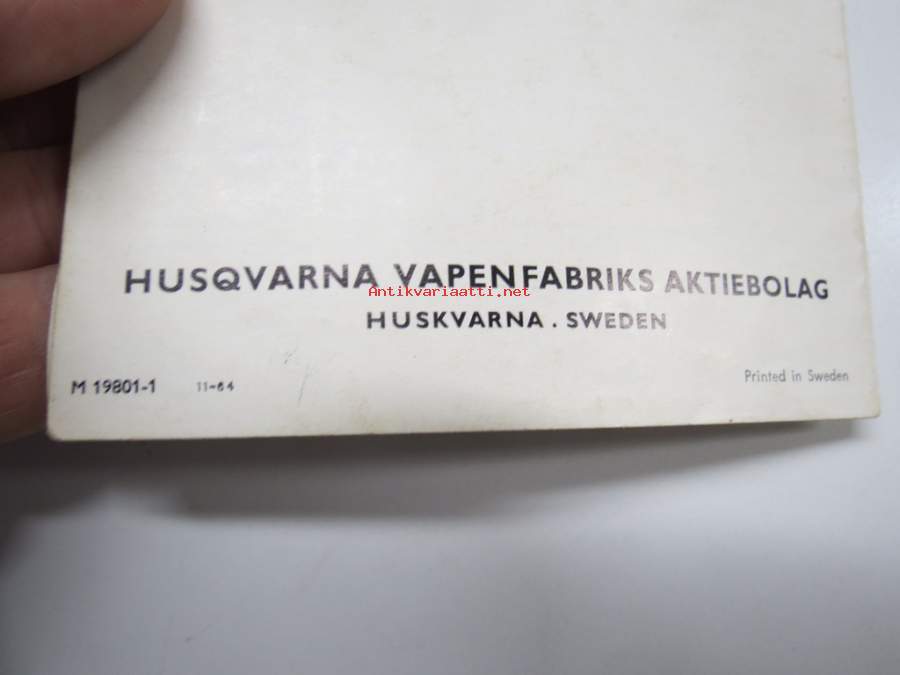 HUSQVARNA VAPENFABRIKS AKTIEBOLAG
Antikvariaatti.net
HUSKVARNA . SWEDEN
M 19801-1 11-64 Printed in Sweden